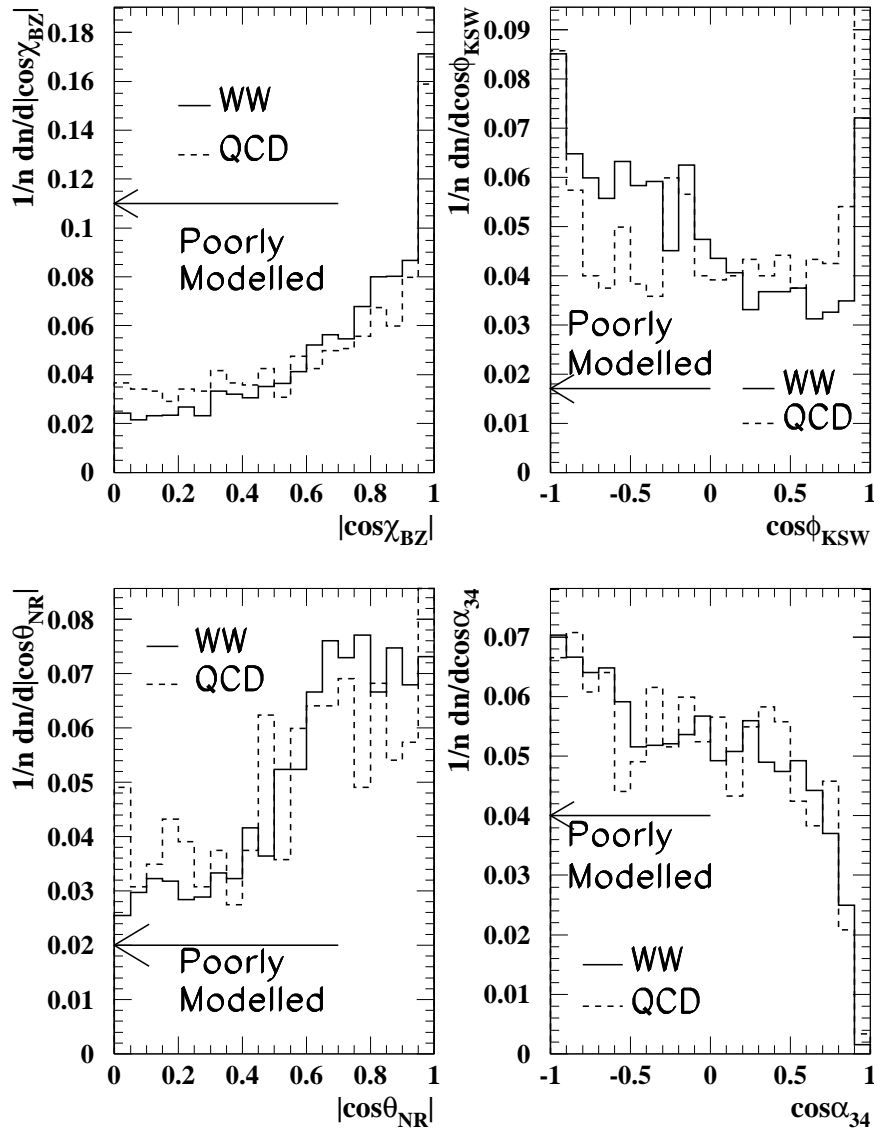 1/n dn/d|cosχBZ|
0.18
0.16
0.14
0.12
0.1
0.08
0.06
0.04
0.02
0
WW
QCD
Poorly
Modelled
0 0.2 0.4 0.6 0.8 1
|cosχBZ|
1/n dn/dcosϕKSW
0.09
0.08
0.07
0.06
0.05
0.04
0.03
0.02
0.01
0
Poorly
Modelled
WW
QCD
-1 -0.5 0 0.5 1
cosϕKSW
1/n dn/d|cosθNR|
0.08
0.07
0.06
0.05
0.04
0.03
0.02
0.01
0
WW
QCD
Poorly
Modelled
0 0.2 0.4 0.6 0.8 1
|cosθNR|
1/n dn/dcosα34
0.07
0.06
0.05
0.04
0.03
0.02
0.01
0
Poorly
Modelled
WW
QCD
-1 -0.5 0 0.5 1
cosα34